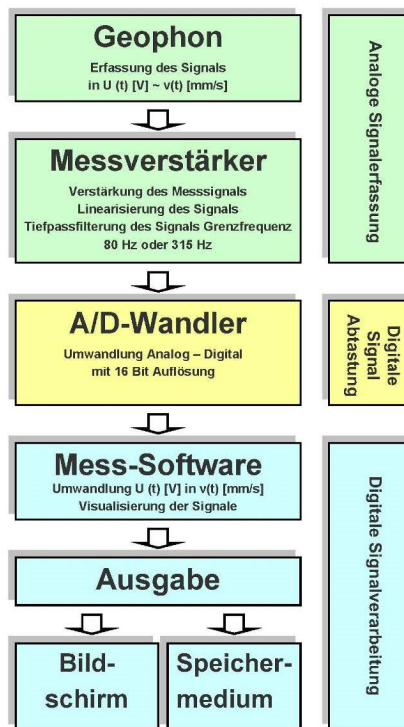 Geophon
Erfassung des Signals
in U (t) [V] ~ v(t) [mm/s]
Messverstärker
Verstärkung des Messsignals
Linearisierung des Signals
Tiefpassfilterung des Signals Grenzfrequenz
80 Hz oder 315 Hz
Analoge Signalerfassung
A/D-Wandler
Umwandlung Analog – Digital
mit 16 Bit Auflösung
Digitale
Signal
Abtastung
Mess-Software
Umwandlung U (t) [V] in v(t) [mm/s]
Visualisierung der Signale
Ausgabe
Bild-
schirm
Speicher-
medium
Digitale Signalverarbeitung